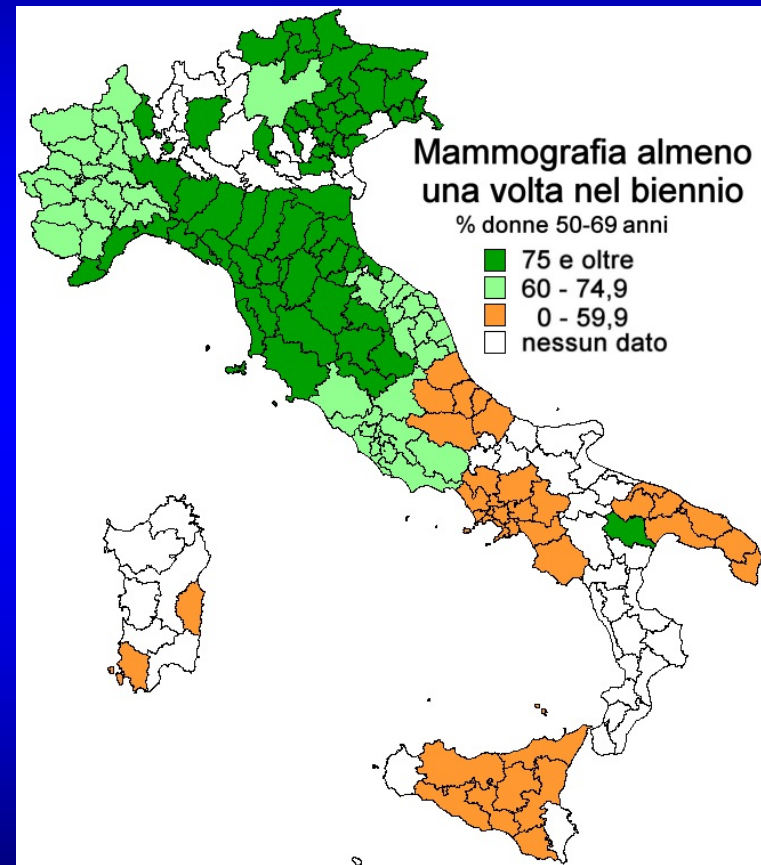 Mammografia almeno
una volta nel biennio
% donne 50-69 anni
75 e oltre
60 - 74,9
0 - 59,9
nessun dato